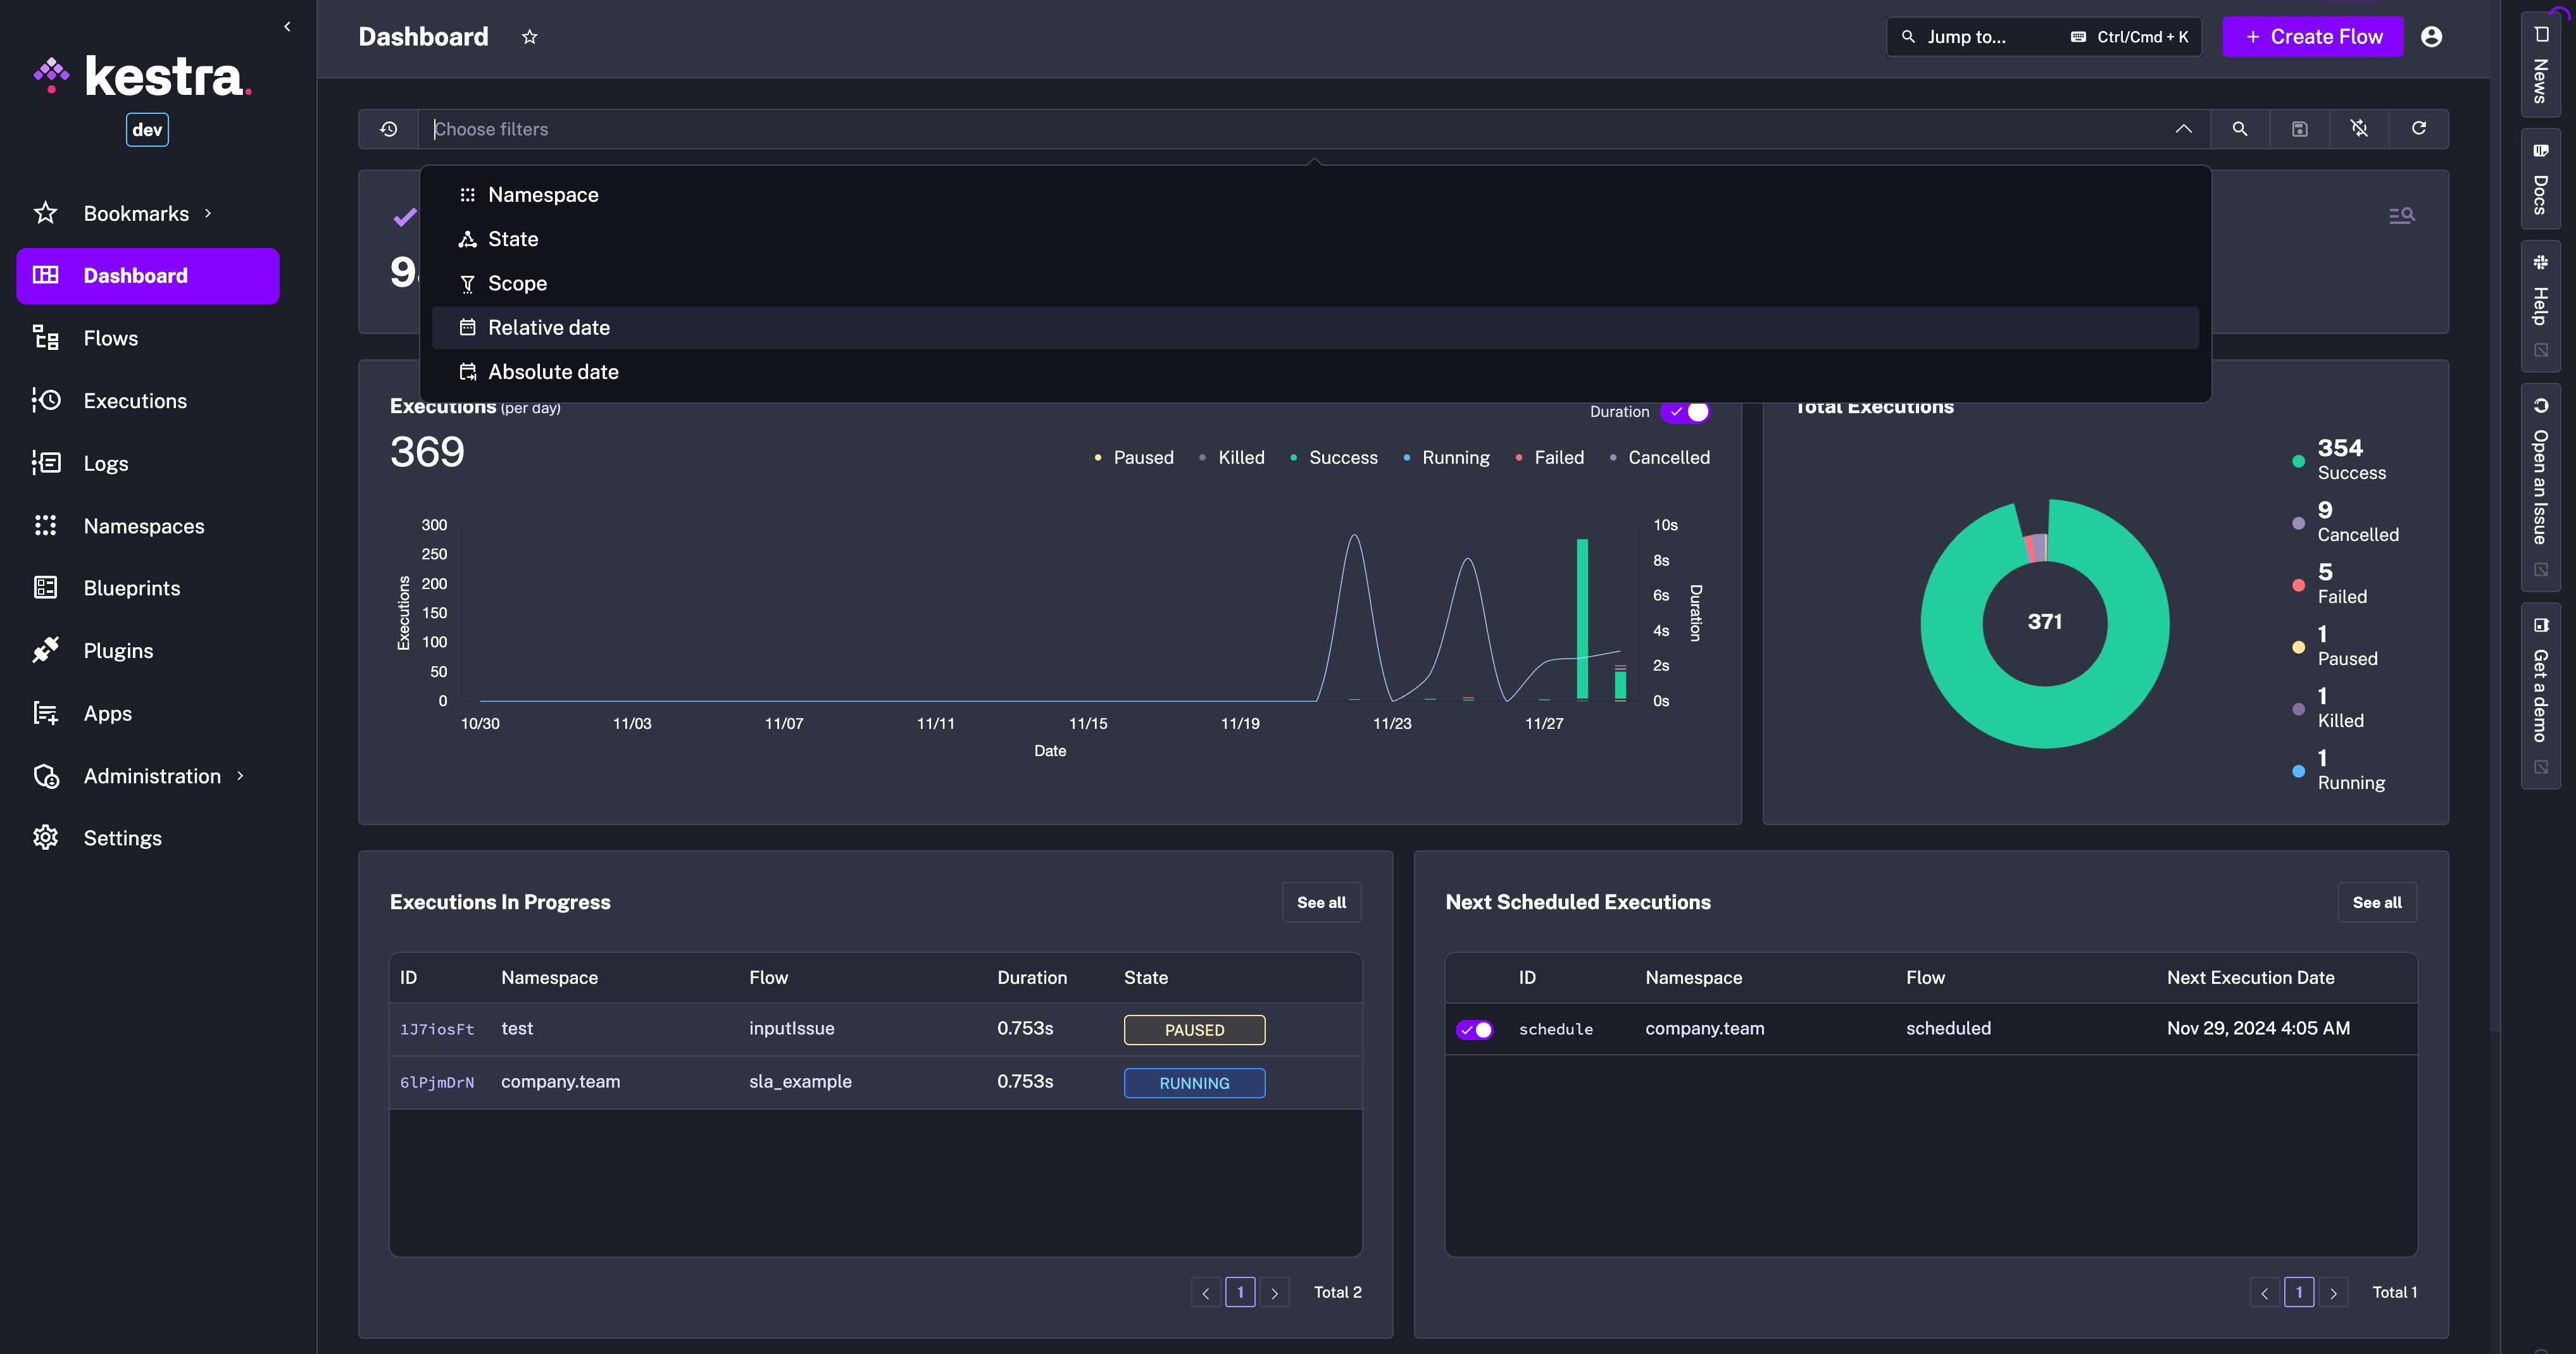 kestra.
dev
Bookmarks
Dashboard
Flows
Executions
Logs
Namespaces
Blueprints
Plugins
Apps
Administration
Settings
Dashboard
Jump to... Ctrl/Cmd + K
+ Create Flow
Choose filters
Namespace
State
Scope
Relative date
Absolute date
Executions (per day)
369
Duration
Paused Killed Success Running Failed Cancelled
300
250
200
150
100
50
0
Executions
10s
8s
6s
4s
2s
0s
Duration
10/30 11/03 11/07 11/11 11/15 11/19 11/23 11/27
Date
Total Executions
371
354
Success
9
Cancelled
5
Failed
1
Paused
1
Killed
1
Running
Executions In Progress
See all
ID Namespace Flow Duration State
1J7iosFt test inputIssue 0.753s PAUSED
6lPjmDrN company.team sla_example 0.753s RUNNING
1
Total 2
Next Scheduled Executions
See all
ID Namespace Flow Next Execution Date
schedule company.team scheduled Nov 29, 2024 4:05 AM
1
Total 1
News
Docs
Help
Open an Issue
Get a demo